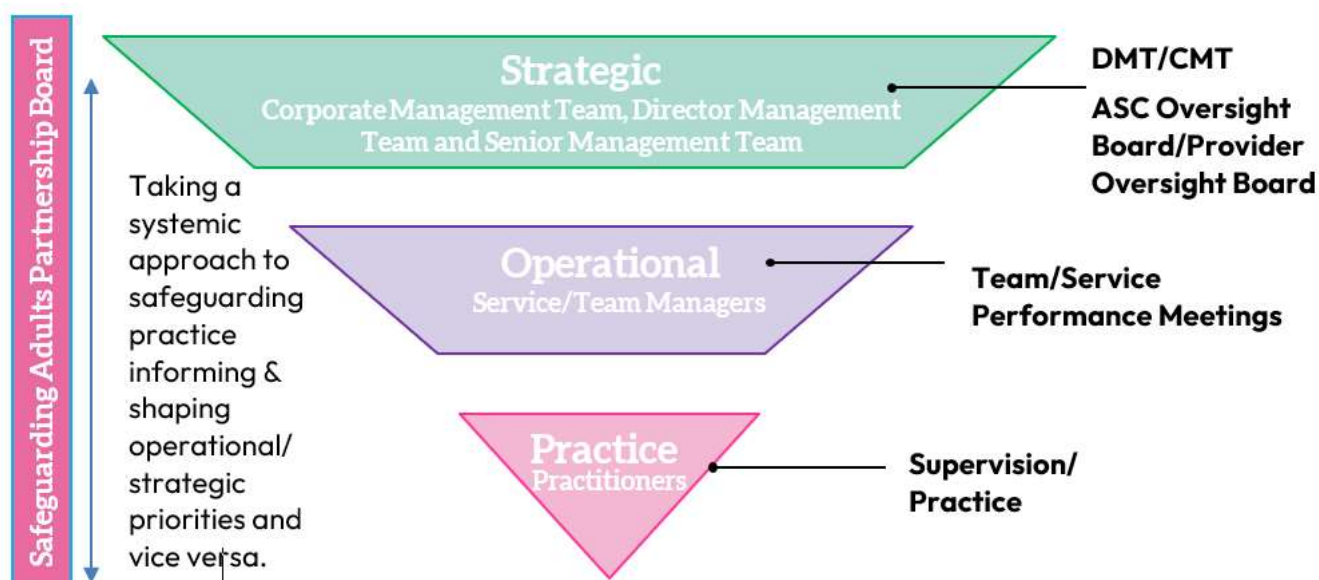 Safeguarding Adults Partnership Board
Taking a
systemic
approach to
safeguarding
practice
informing &
shaping
operational/
strategic
priorities and
vice versa.
Strategic
Corporate Management Team, Director Management
Team and Senior Management Team
DMT/CMT
ASC Oversight
Board/Provider
Oversight Board
Operational
Service/Team Managers
Team/Service
Performance Meetings
Practice
Practitioners
Supervision/
Practice